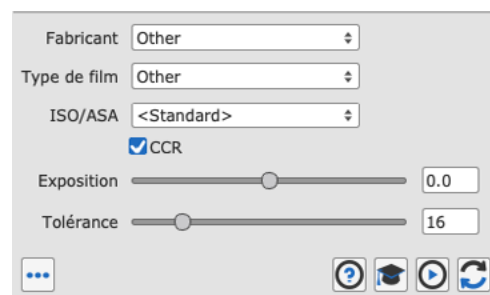 Fabricant Other
Type de film Other
ISO/ASA <Standard>
CCR
Exposition 0.0
Tolérance 16